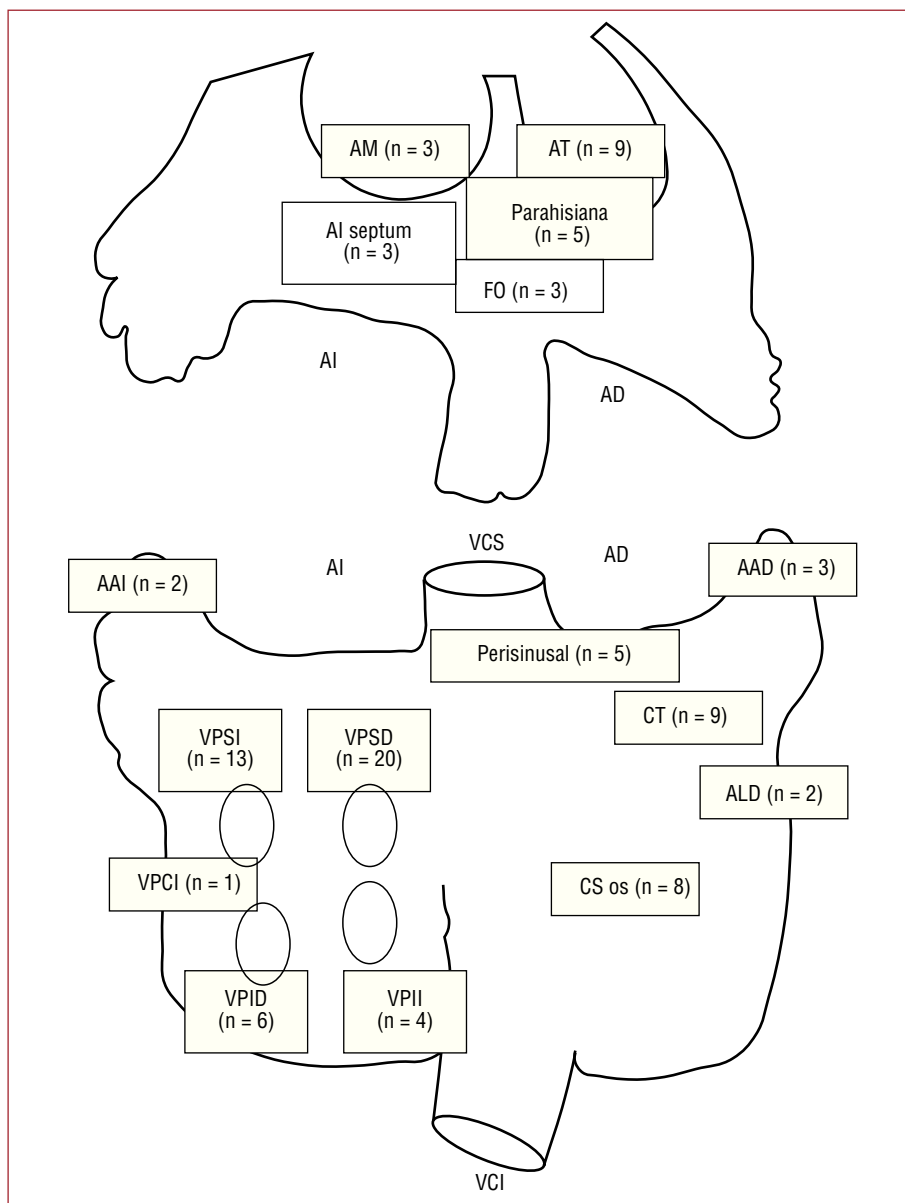 AM (n = 3)
AT (n = 9)
AI septum
(n = 3)
Parahisiana
(n = 5)
FO (n = 3)
AI
AD
VCS
AI
AD
AAI (n = 2)
AAD (n = 3)
Perisinusal (n = 5)
CT (n = 9)
VPSI
(n = 13)
VPSD
(n = 20)
ALD (n = 2)
VPCI (n = 1)
CS os (n = 8)
VPID
(n = 6)
VPII
(n = 4)
VCI